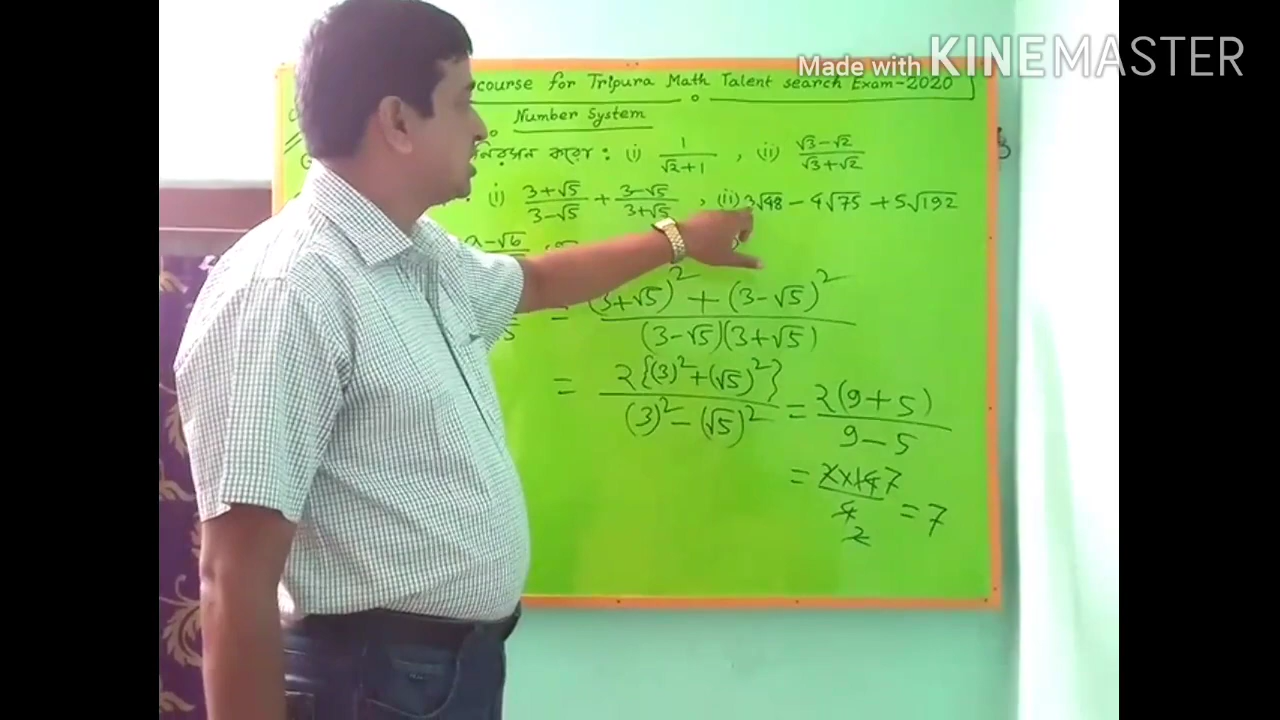 Made with KINEMASTER
course for Tripura Math Talent search Exam-2020
Number System
নিরসন করো : (i) 1/(√2+1) , (ii) (√3-√2)/(√3+√2)
(i) (3+√5)/(3-√5) + (3-√5)/(3+√5) , (ii) 3√48 - 4√75 + 5√192
= ((3+√5)² + (3-√5)²)/((3-√5)(3+√5))
= 2{(3)²+(√5)²}/((3)²-(√5)²) = 2(9+5)/(9-5)
= 2×14/4 = 7